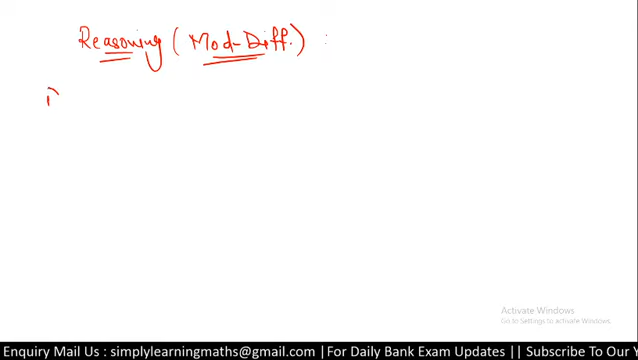 Reasoning (Mod-Diff.) :
i)
Activate Windows
Go to Settings to activate Windows.
Enquiry Mail Us : simplylearningmaths@gmail.com |For Daily Bank Exam Updates || Subscribe To Our Y